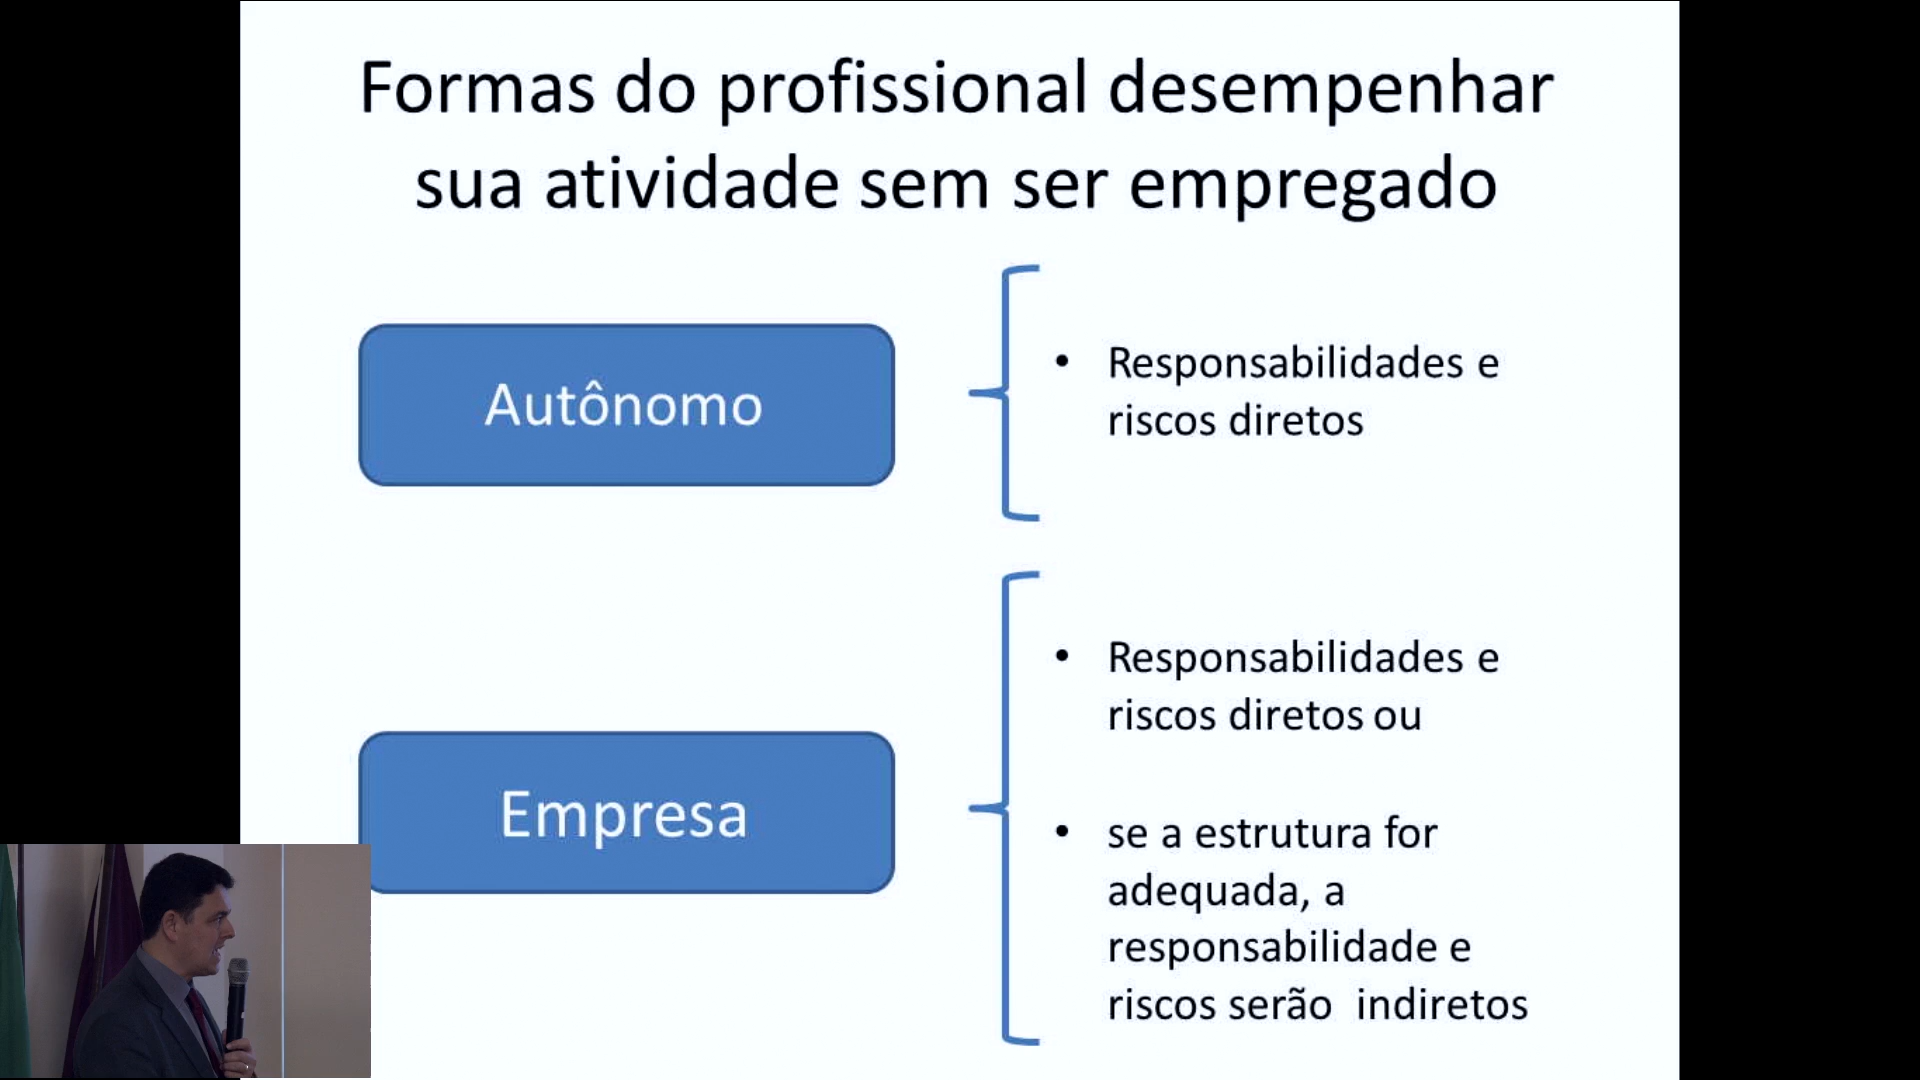 Formas do profissional desempenhar
sua atividade sem ser empregado
Autônomo
• Responsabilidades e
riscos diretos
Empresa
• Responsabilidades e
riscos diretos ou
• se a estrutura for
adequada, a
responsabilidade e
riscos serão indiretos